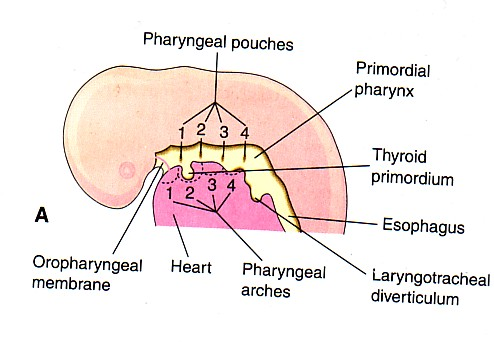 Pharyngeal pouches
Primordial
pharynx
1 2 3 4
Thyroid
primordium
1 2 3 4
A
Esophagus
Oropharyngeal
membrane
Heart
Pharyngeal
arches
Laryngotracheal
diverticulum